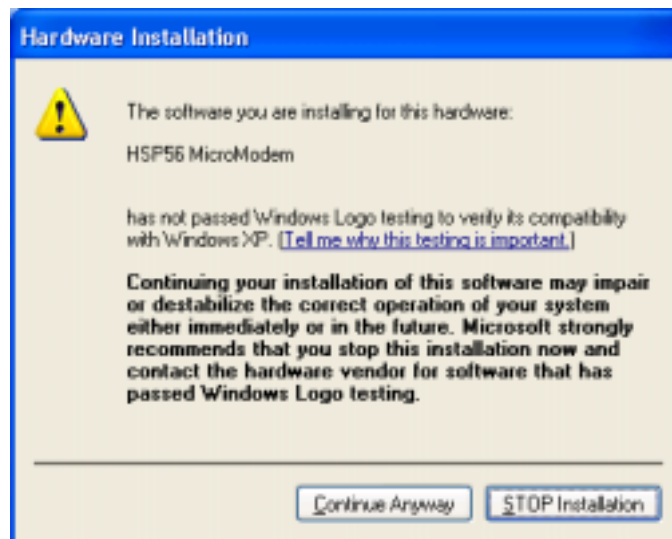 Hardware Installation
The software you are installing for this hardware:
HSP56 MicroModem
has not passed Windows Logo testing to verify its compatibility
with Windows XP. (Tell me why this testing is important.)
Continuing your installation of this software may impair
or destabilize the correct operation of your system
either immediately or in the future. Microsoft strongly
recommends that you stop this installation now and
contact the hardware vendor for software that has
passed Windows Logo testing.
Continue Anyway
STOP Installation